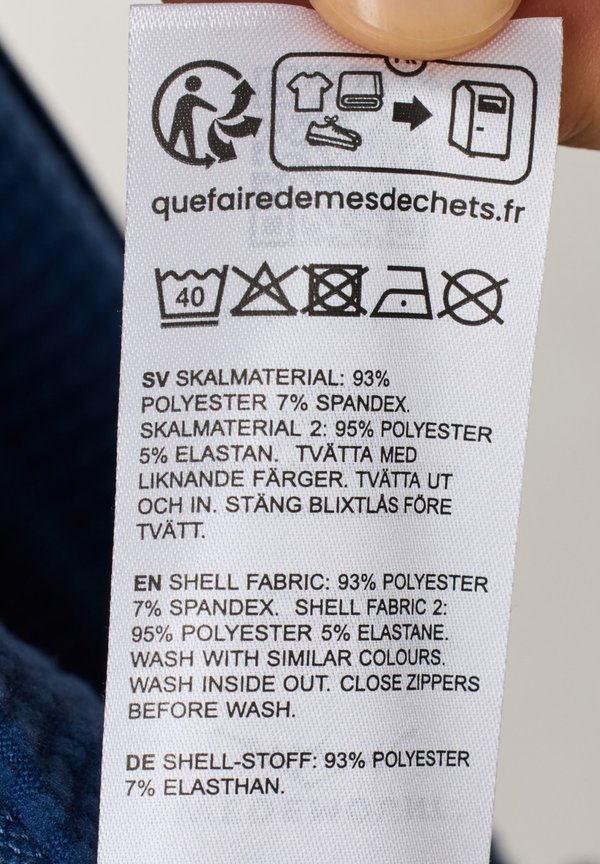 quefairedemesdechets.fr
40
SV SKALMATERIAL: 93%
POLYESTER 7% SPANDEX.
SKALMATERIAL 2: 95% POLYESTER
5% ELASTAN. TVÄTTA MED
LIKNANDE FÄRGER. TVÄTTA UT
OCH IN. STÄNG BLIXTLÅS FÖRE
TVÄTT.
EN SHELL FABRIC: 93% POLYESTER
7% SPANDEX. SHELL FABRIC 2:
95% POLYESTER 5% ELASTANE.
WASH WITH SIMILAR COLOURS.
WASH INSIDE OUT. CLOSE ZIPPERS
BEFORE WASH.
DE SHELL-STOFF: 93% POLYESTER
7% ELASTHAN.